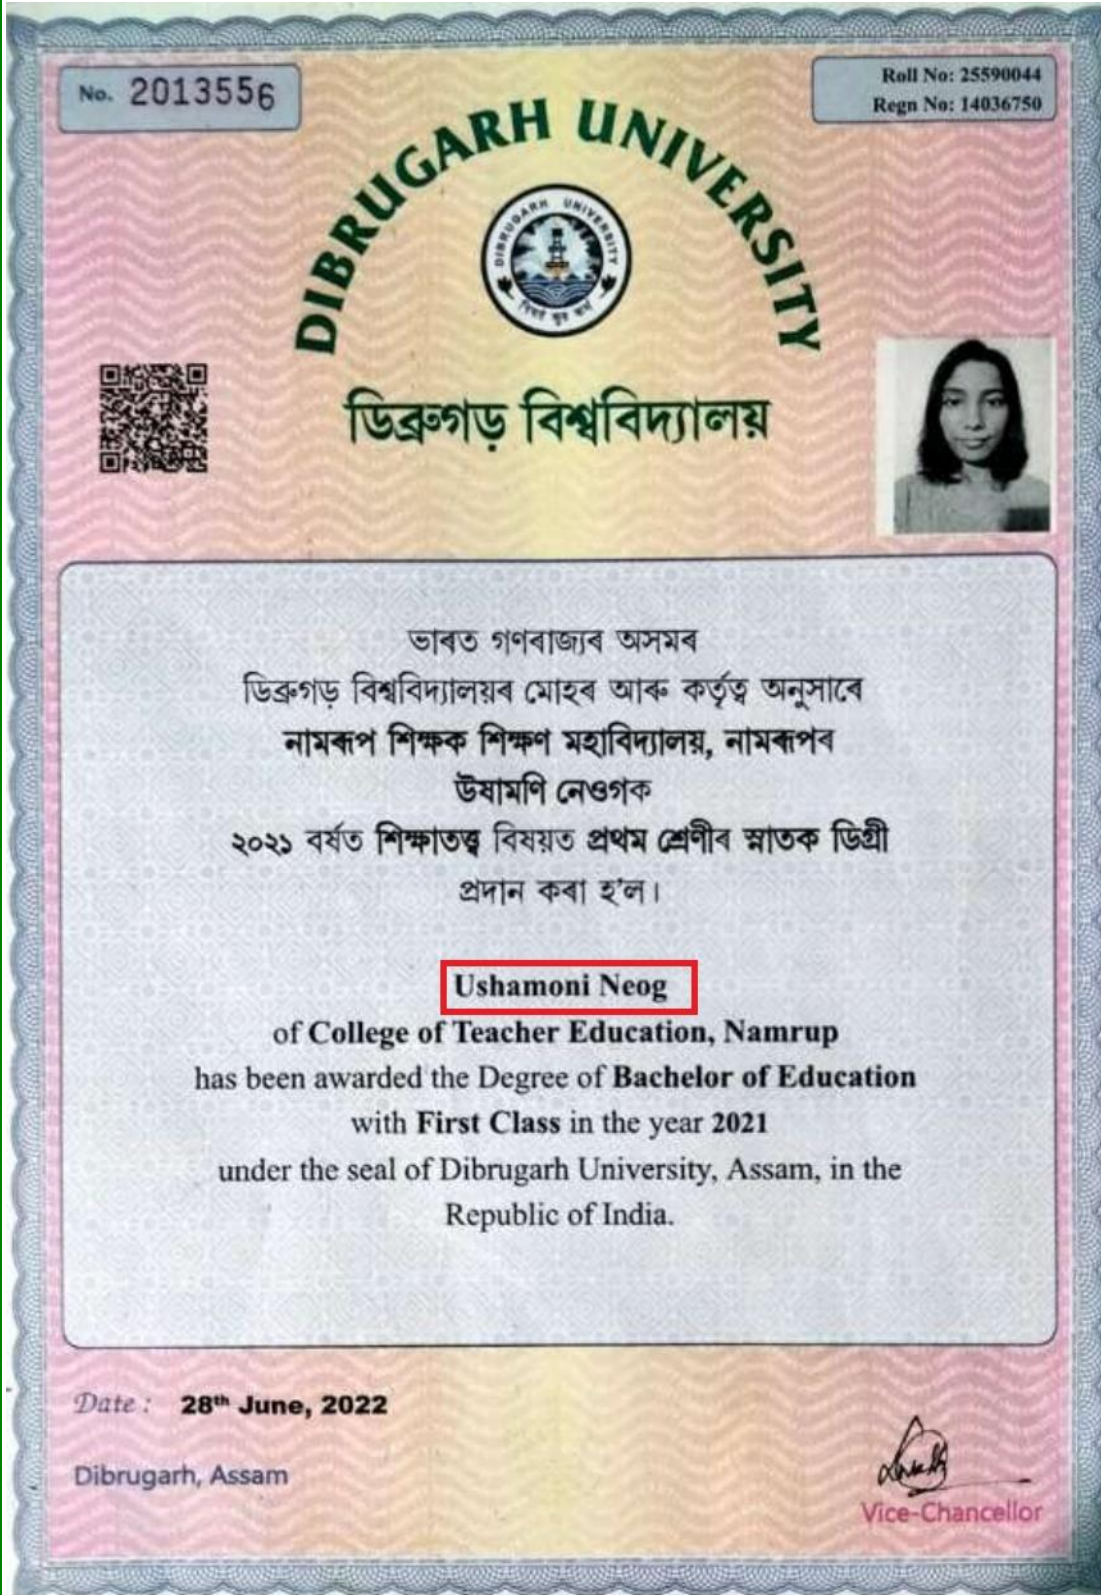 No. 2013556
Roll No: 25590044
Regn No: 14036750
DIBRUGARH UNIVERSITY
DIBRUGARH UNIVERSITY
ডিব্ৰুগড় বিশ্ববিদ্যালয়
ভাৰত গণৰাজ্যৰ অসমৰ
ডিব্ৰুগড় বিশ্ববিদ্যালয়ৰ মোহৰ আৰু কৰ্তৃত্ব অনুসাৰে
নামৰূপ শিক্ষক শিক্ষণ মহাবিদ্যালয়, নামৰূপৰ
উষামণি নেওগক
২০২১ বৰ্ষত শিক্ষাতত্ত্ব বিষয়ত প্ৰথম শ্ৰেণীৰ স্নাতক ডিগ্ৰী
প্ৰদান কৰা হ'ল।
Ushamoni Neog
of College of Teacher Education, Namrup
has been awarded the Degree of Bachelor of Education
with First Class in the year 2021
under the seal of Dibrugarh University, Assam, in the
Republic of India.
Date : 28th June, 2022
Dibrugarh, Assam
Vice-Chancellor